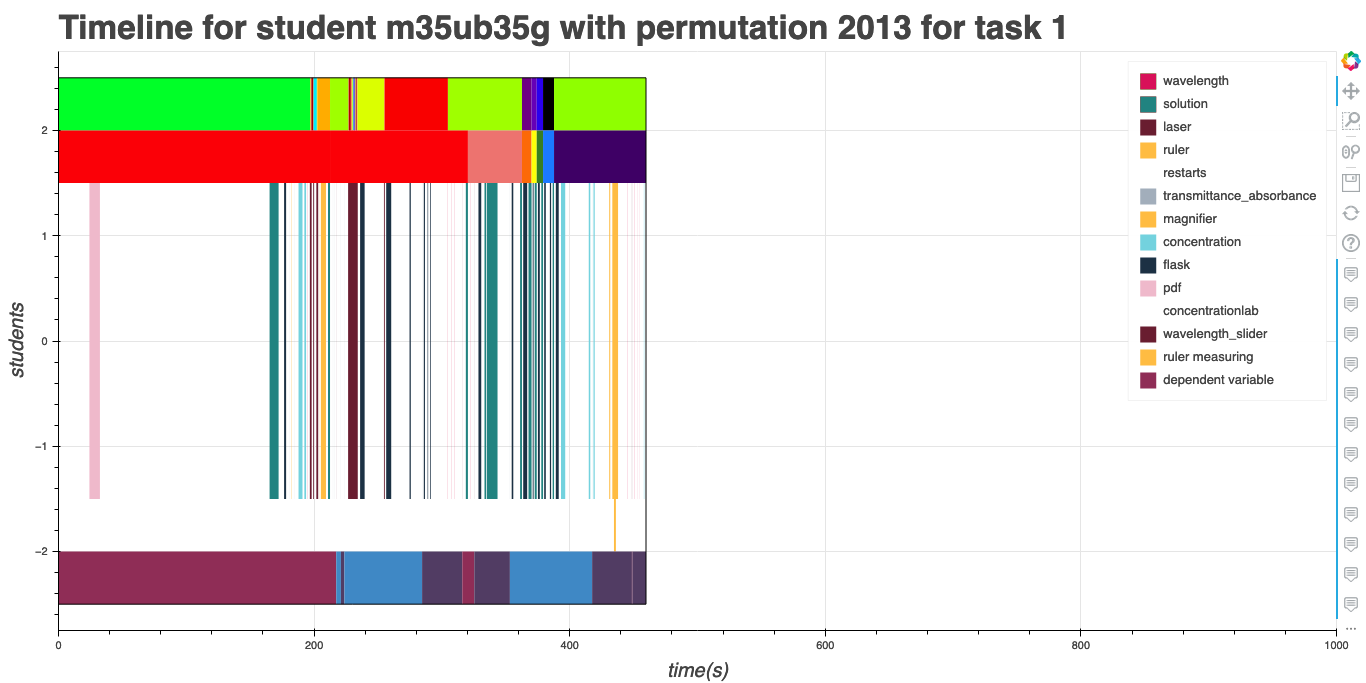 Timeline for student m35ub35g with permutation 2013 for task 1
wavelength
solution
laser
ruler
restarts
transmittance_absorbance
magnifier
concentration
flask
pdf
concentrationlab
wavelength_slider
ruler measuring
dependent variable
students
2
1
0
−1
−2
0 200 400 600 800 1000
time(s)